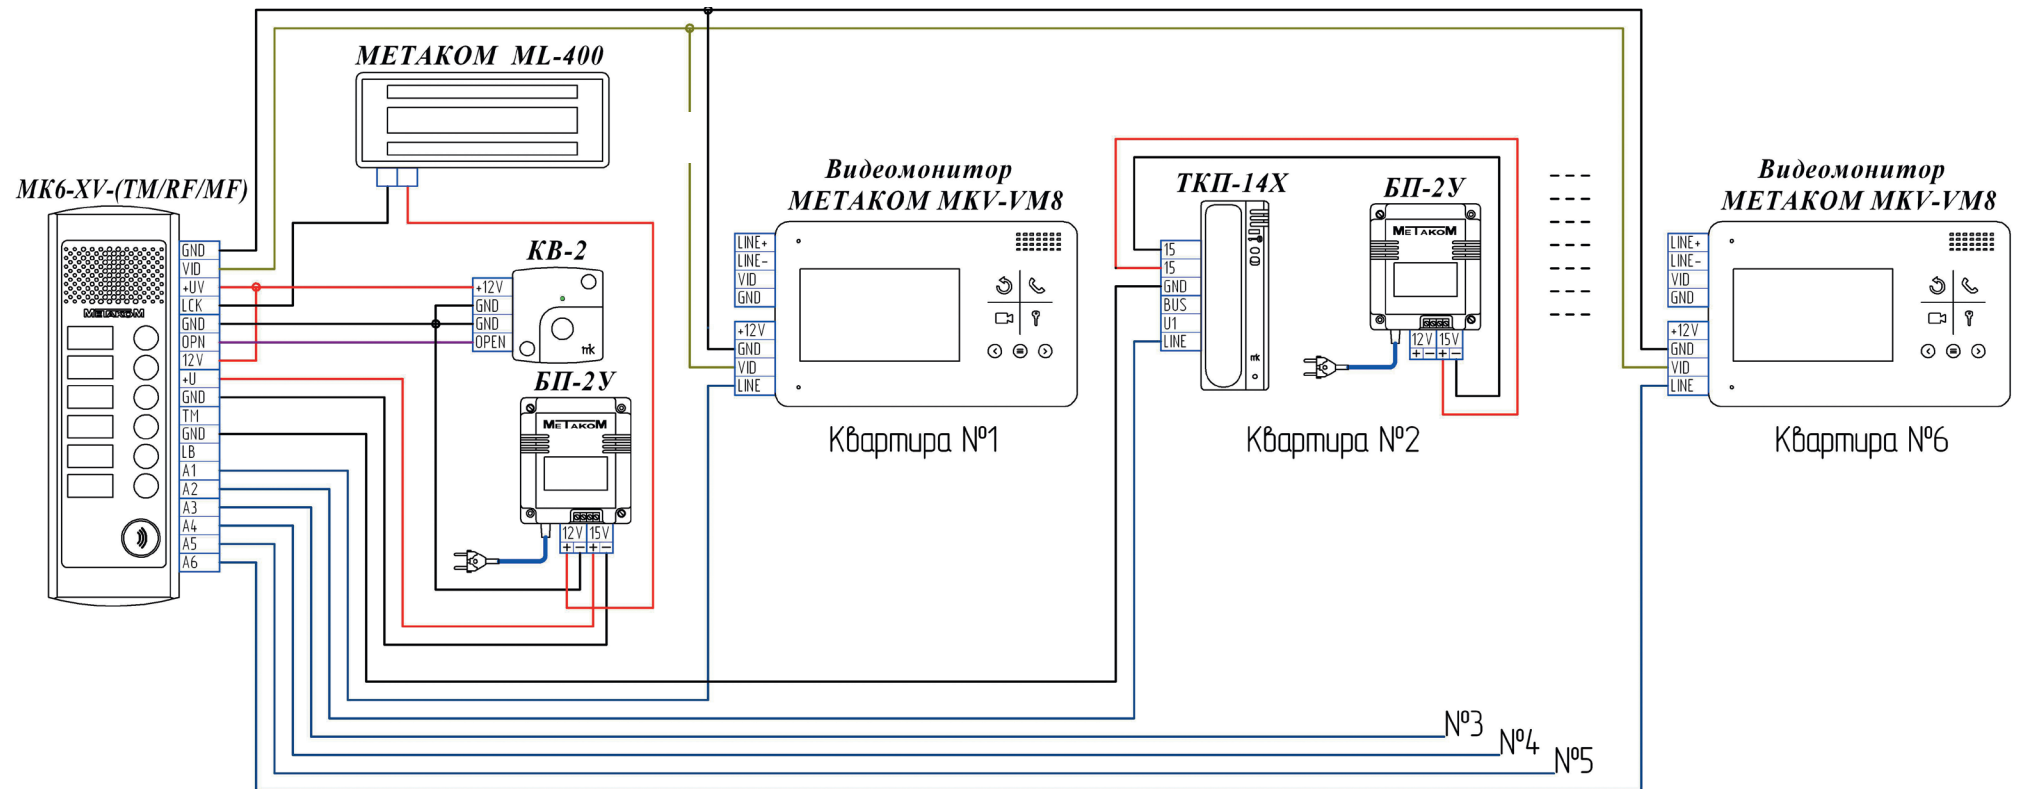 МЕТАКОМ ML-400
МК6-XV-(TM/RF/MF)
GND
VID
+UV
LCK
GND
OPN
12V
+U
GND
TM
GND
LB
A1
A2
A3
A4
A5
A6
МЕТАКОМ
КВ-2
+12V
GND
GND
OPEN
mk
БП-2У
МЕТАКОМ
12V 15V
+ − + −
Видеомонитор
МЕТАКОМ MKV-VM8
LINE+
LINE-
VID
GND
+12V
GND
VID
LINE
Квартира №1
ТКП-14Х
15
15
GND
BUS
U1
LINE
mk
БП-2У
МЕТАКОМ
12V 15V
+ − + −
Квартира №2
Видеомонитор
МЕТАКОМ MKV-VM8
LINE+
LINE-
VID
GND
+12V
GND
VID
LINE
Квартира №6
№3
№4
№5